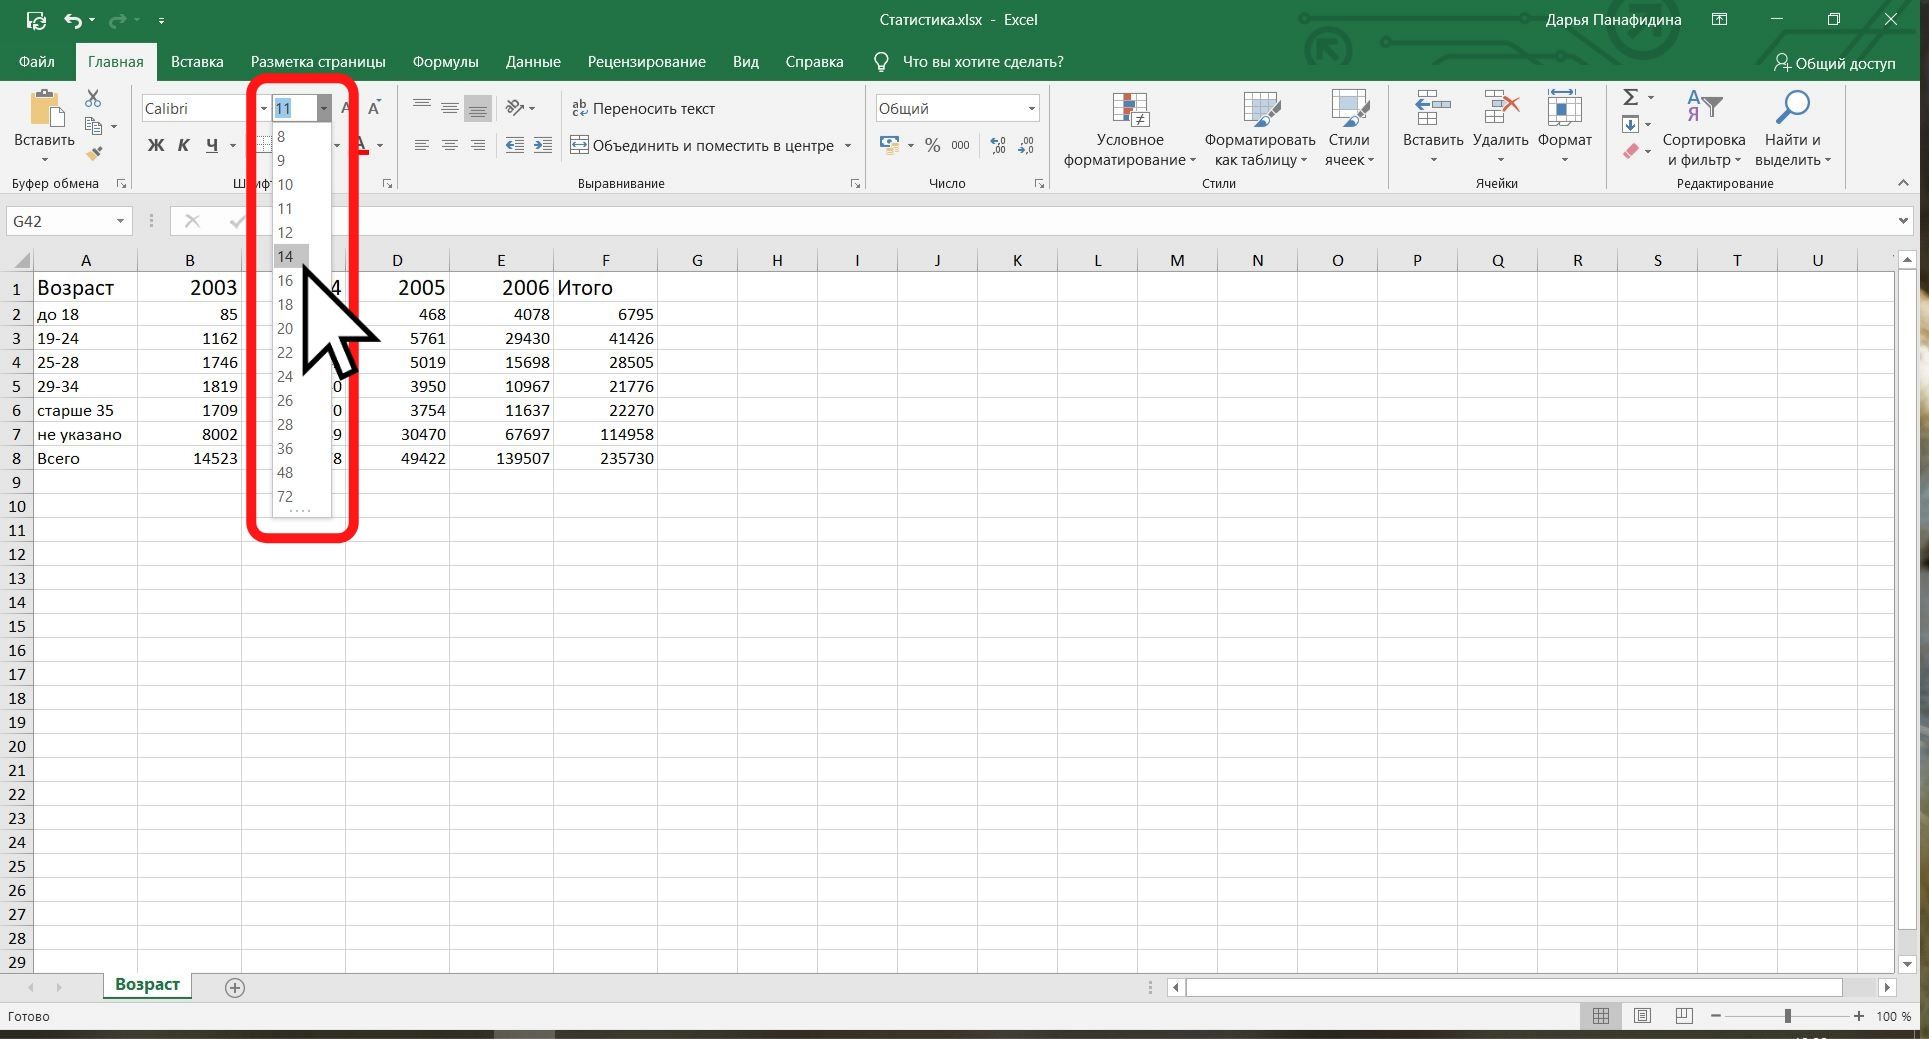 Статистика.xlsx - Excel
Дарья Панафидина
Файл Главная Вставка Разметка страницы Формулы Данные Рецензирование Вид Справка Что вы хотите сделать? Общий доступ
Вставить
Calibri 11
Ж К Ч
Переносить текст
Объединить и поместить в центре
Общий
% 000
Условное форматирование
Форматировать как таблицу
Стили ячеек
Вставить Удалить Формат
Сортировка и фильтр
Найти и выделить
Буфер обмена Шрифт Выравнивание Число Стили Ячейки Редактирование
G42
8
9
10
11
12
14
16
18
20
22
24
26
28
36
48
72
A B D E F G H I J K L M N O P Q R S T U
1 Возраст 2003 4 2005 2006 Итого
2 до 18 85 468 4078 6795
3 19-24 1162 5761 29430 41426
4 25-28 1746 5019 15698 28505
5 29-34 1819 0 3950 10967 21776
6 старше 35 1709 0 3754 11637 22270
7 не указано 8002 9 30470 67697 114958
8 Всего 14523 8 49422 139507 235730
9
10
11
12
13
14
15
16
17
18
19
20
21
22
23
24
25
26
27
28
29
Возраст
Готово
100 %